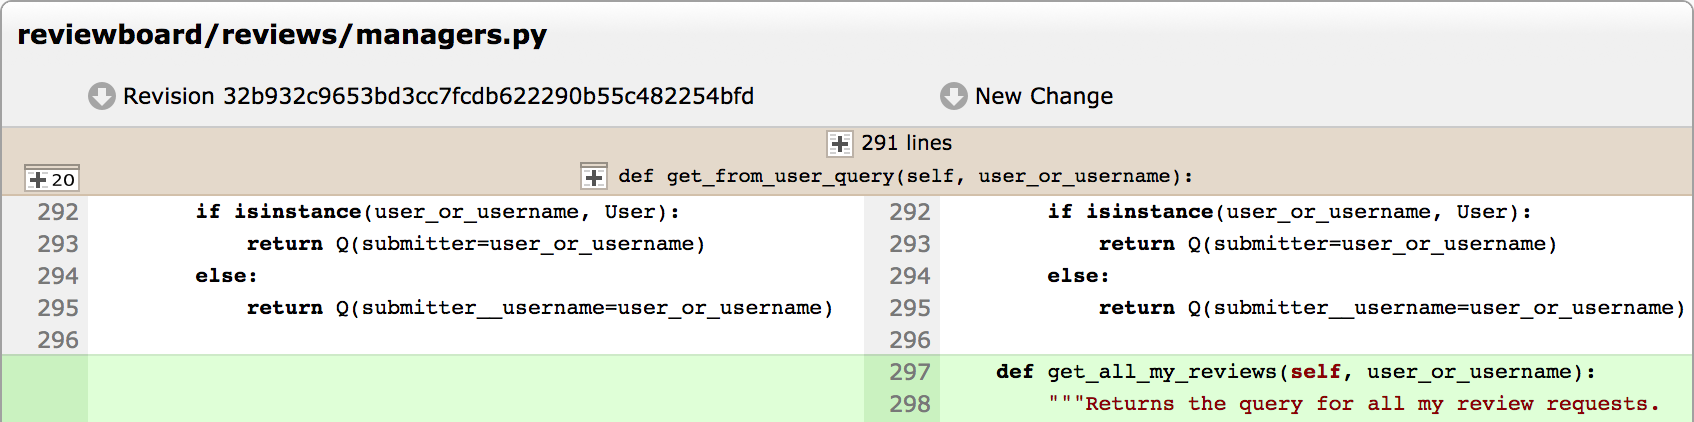 reviewboard/reviews/managers.py
Revision 32b932c9653bd3cc7fcdb622290b55c482254bfd New Change
291 lines
20 def get_from_user_query(self, user_or_username):
292 if isinstance(user_or_username, User): 292 if isinstance(user_or_username, User):
293 return Q(submitter=user_or_username) 293 return Q(submitter=user_or_username)
294 else: 294 else:
295 return Q(submitter__username=user_or_username) 295 return Q(submitter__username=user_or_username)
296 296
297 def get_all_my_reviews(self, user_or_username):
298 """Returns the query for all my review requests.